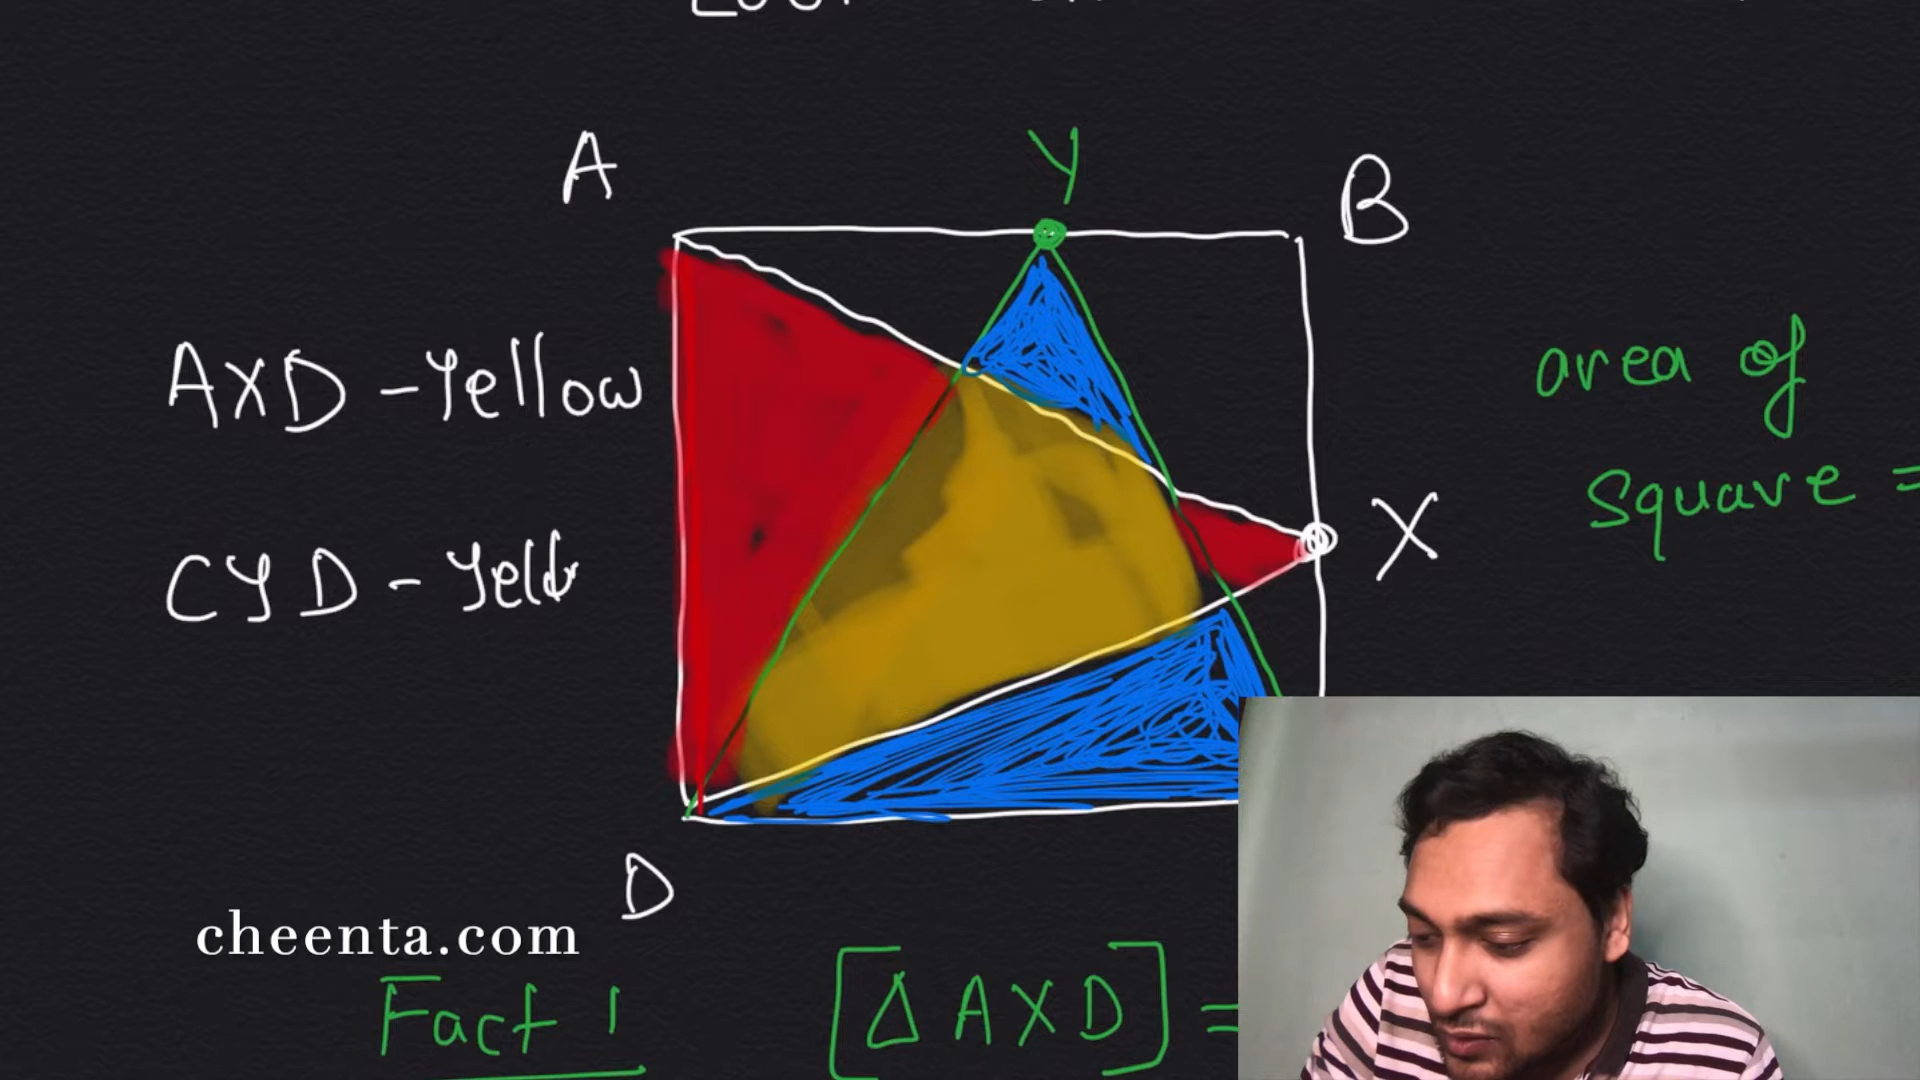 Y
A
B
AXD - Yellow
area of
X
square =
CYD - Yell
D
cheenta.com
Fact 1
[Δ AXD] =